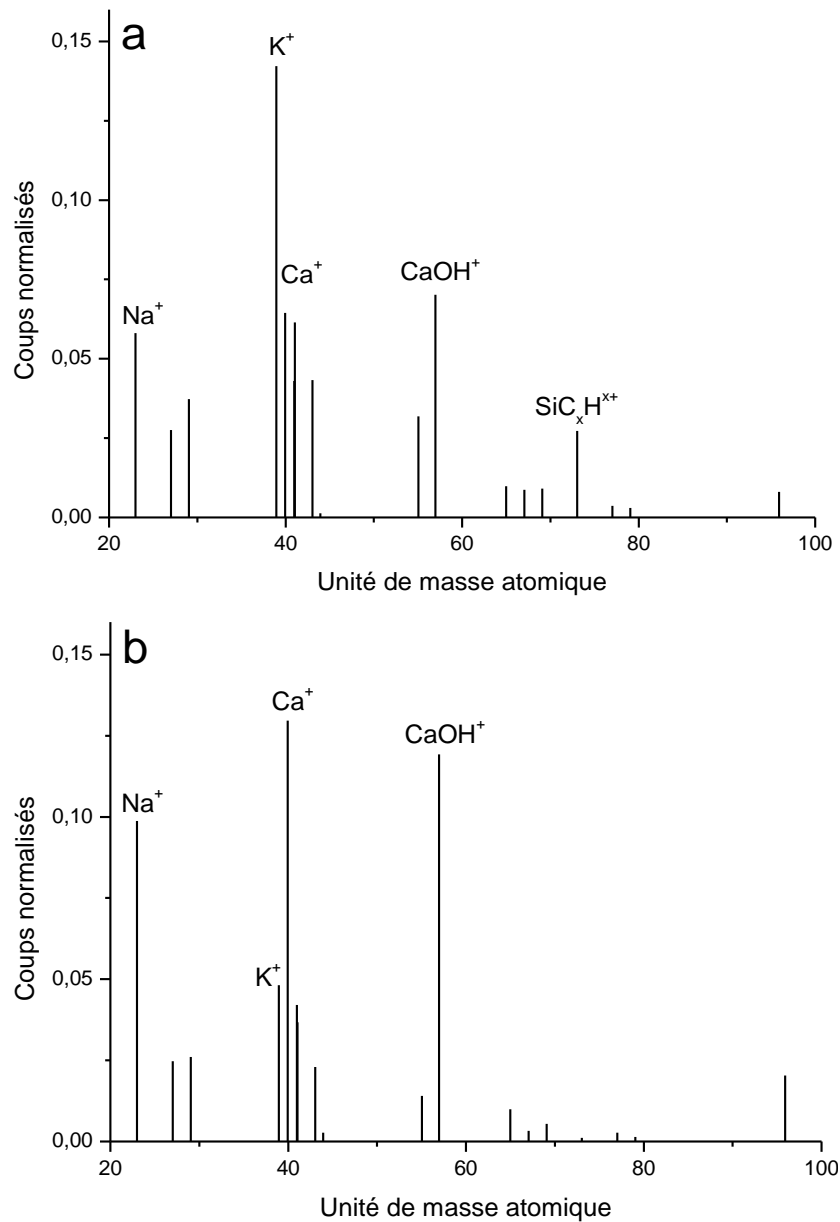 a
K⁺
Ca⁺
CaOH⁺
Na⁺
SiCₓHˣ⁺
Coups normalisés
0,15
0,10
0,05
0,00
20
40
60
80
100
Unité de masse atomique
b
Ca⁺
CaOH⁺
Na⁺
K⁺
Coups normalisés
0,15
0,10
0,05
0,00
20
40
60
80
100
Unité de masse atomique